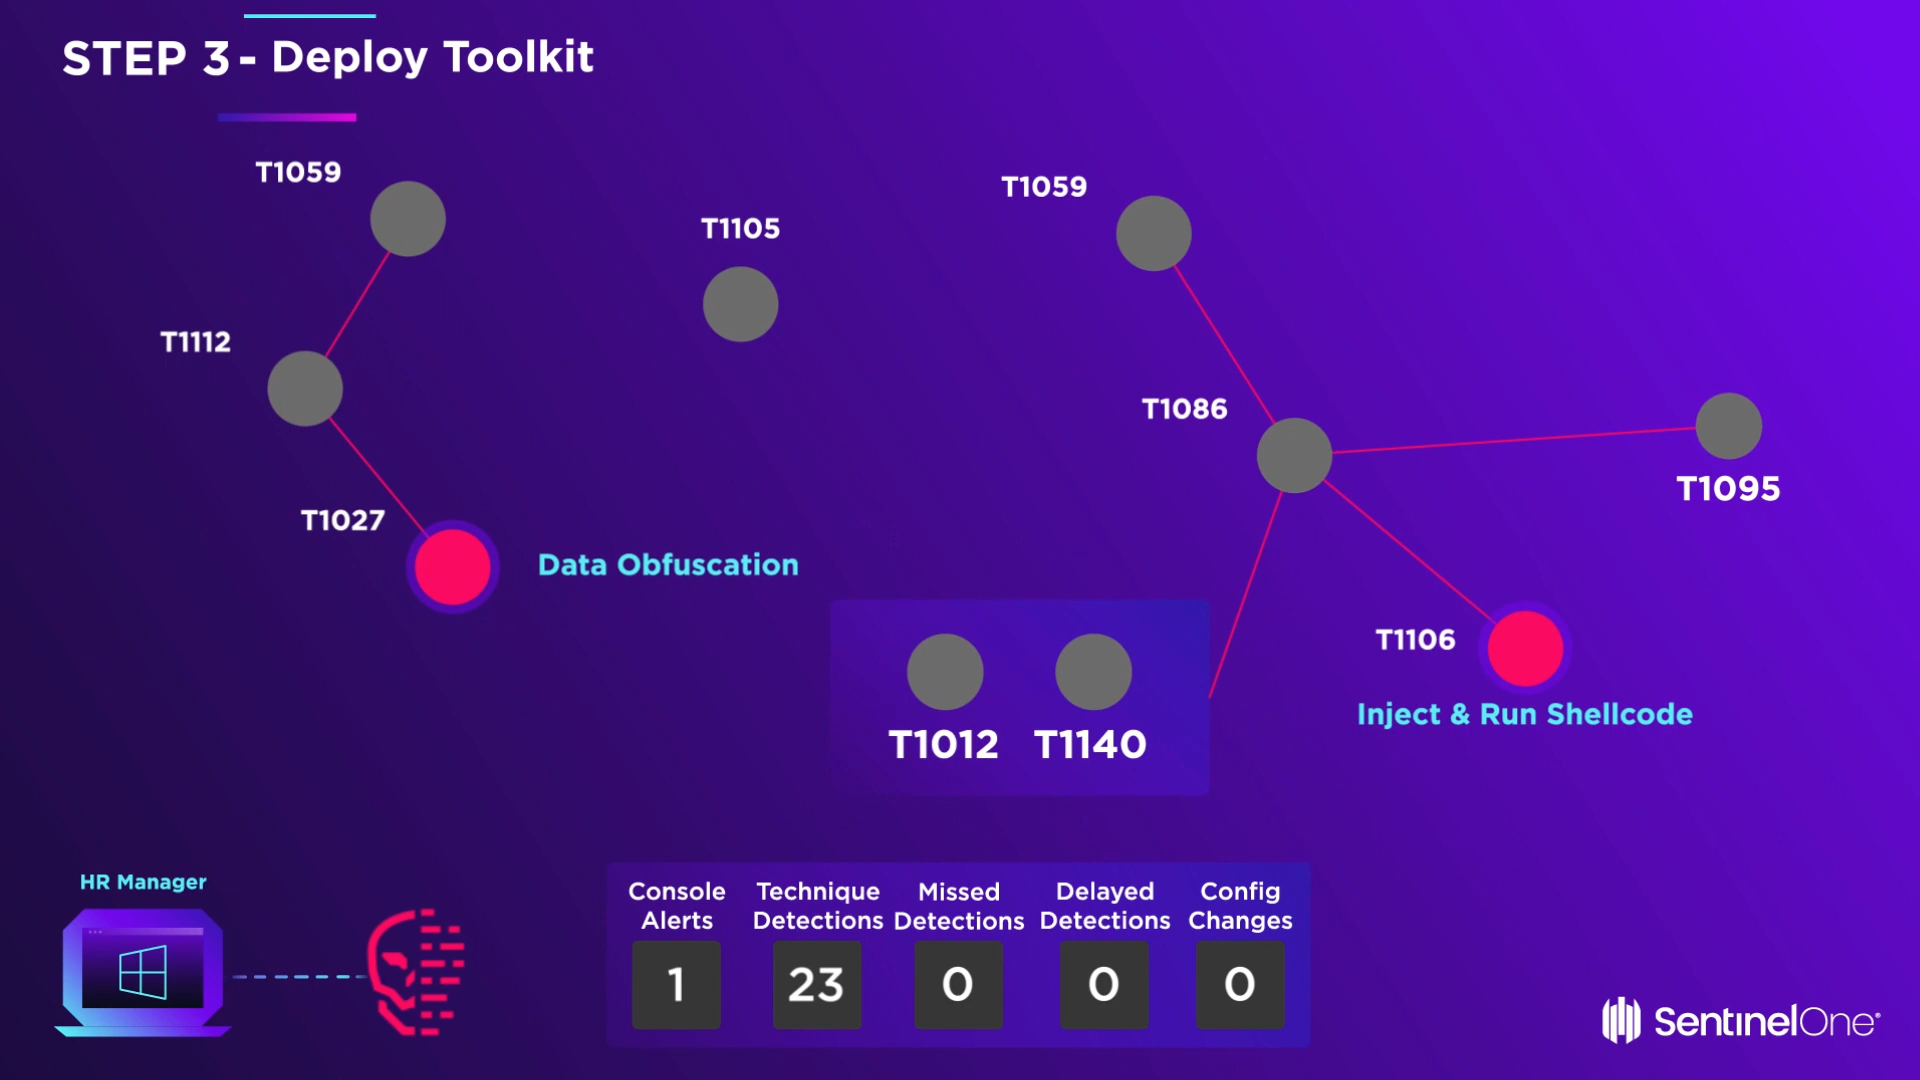 STEP 3 - Deploy Toolkit
T1059
T1059
T1105
T1112
T1086
T1095
T1027
Data Obfuscation
T1106
Inject & Run Shellcode
T1012 T1140
HR Manager
Console Alerts
Technique Detections
Missed Detections
Delayed Detections
Config Changes
1 23 0 0 0
SentinelOne